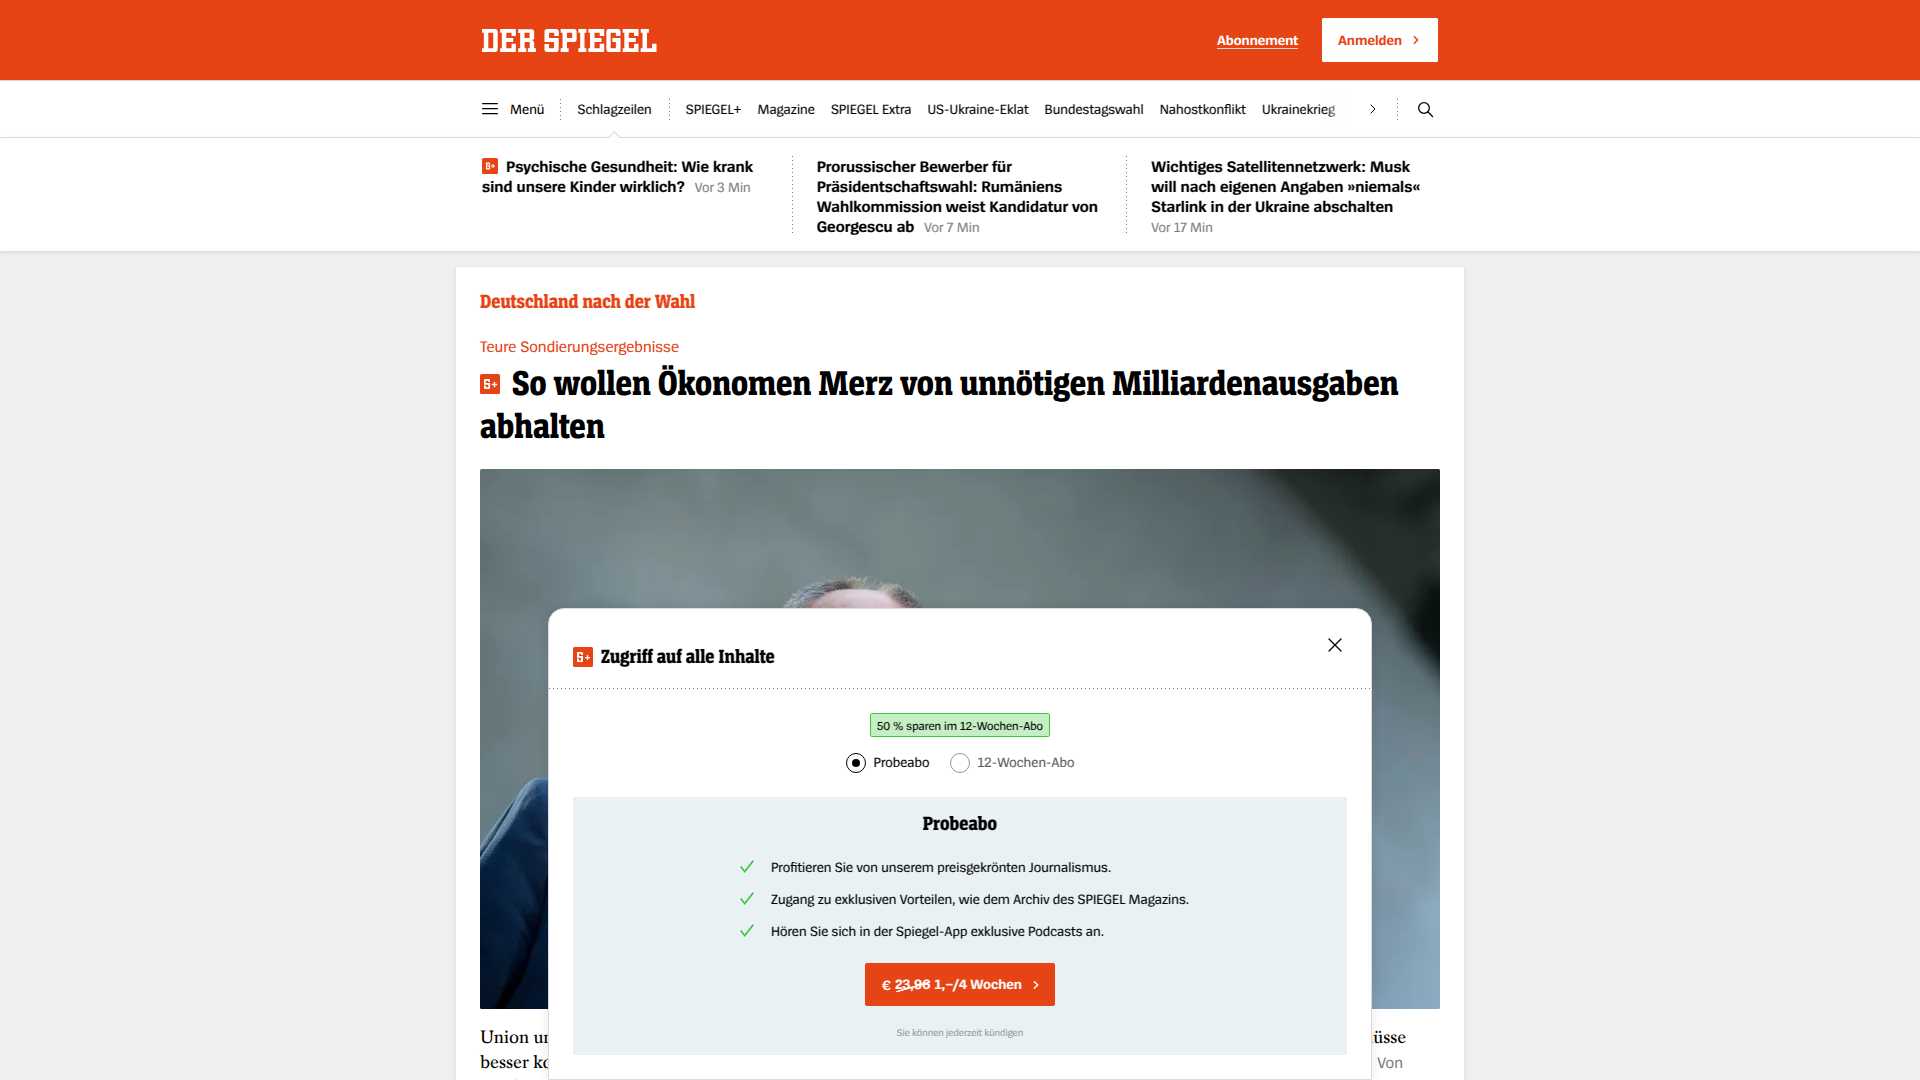 DER SPIEGEL
Abonnement
Anmelden
Menü
Schlagzeilen
SPIEGEL+
Magazine
SPIEGEL Extra
US-Ukraine-Eklat
Bundestagswahl
Nahostkonflikt
Ukrainekrieg
Psychische Gesundheit: Wie krank
sind unsere Kinder wirklich? Vor 3 Min
Prorussischer Bewerber für
Präsidentschaftswahl: Rumäniens
Wahlkommission weist Kandidatur von
Georgescu ab Vor 7 Min
Wichtiges Satellitennetzwerk: Musk
will nach eigenen Angaben »niemals«
Starlink in der Ukraine abschalten
Vor 17 Min
Deutschland nach der Wahl
Teure Sondierungsergebnisse
So wollen Ökonomen Merz von unnötigen Milliardenausgaben
abhalten
Zugriff auf alle Inhalte
50 % sparen im 12-Wochen-Abo
Probeabo
12-Wochen-Abo
Probeabo
Profitieren Sie von unserem preisgekrönten Journalismus.
Zugang zu exklusiven Vorteilen, wie dem Archiv des SPIEGEL Magazins.
Hören Sie sich in der Spiegel-App exklusive Podcasts an.
€ 23,96 1,–/4 Wochen
Sie können jederzeit kündigen
Union
besser
Von